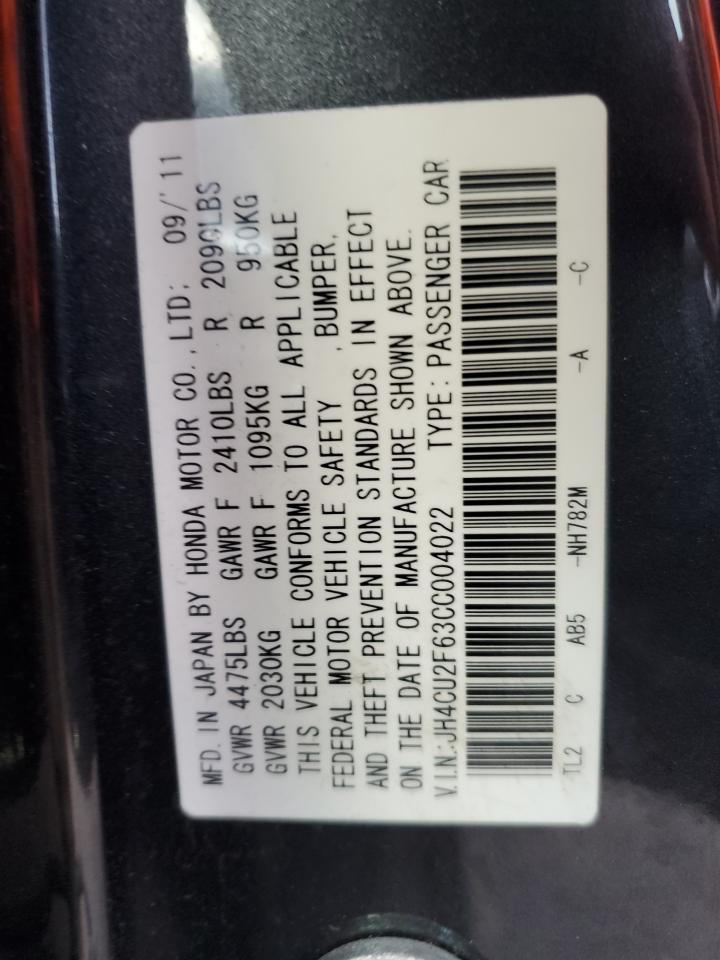 MFD. IN JAPAN BY HONDA MOTOR CO., LTD: 09/'11
GVWR 4475LBS GAWR F 2410LBS R 2090LBS
GVWR 2030KG GAWR F 1095KG R 950KG
THIS VEHICLE CONFORMS TO ALL APPLICABLE
FEDERAL MOTOR VEHICLE SAFETY , BUMPER,
AND THEFT PREVENTION STANDARDS IN EFFECT
ON THE DATE OF MANUFACTURE SHOWN ABOVE.
V.I.N.:JH4CU2F63CC004022 TYPE: PASSENGER CAR
TL2 C AB5 -NH782M -A -C